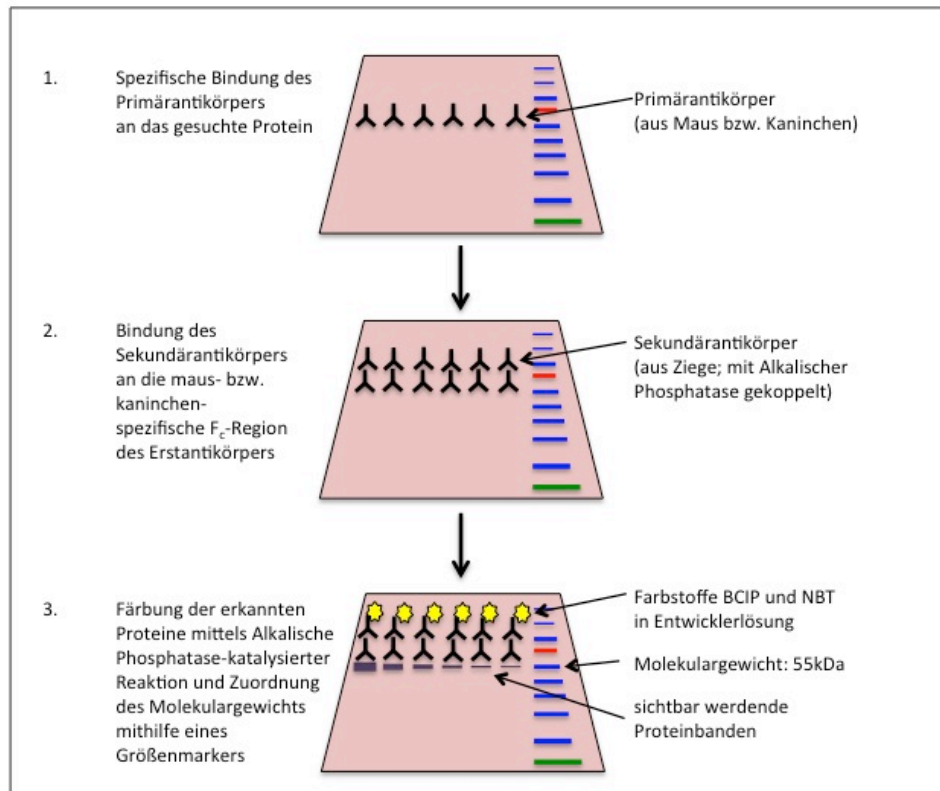 1. Spezifische Bindung des
Primärantikörpers
an das gesuchte Protein
Primärantikörper
(aus Maus bzw. Kaninchen)
2. Bindung des
Sekundärantikörpers
an die maus- bzw.
kaninchen-
spezifische Fc-Region
des Erstantikörpers
Sekundärantikörper
(aus Ziege; mit Alkalischer
Phosphatase gekoppelt)
3. Färbung der erkannten
Proteine mittels Alkalische
Phosphatase-katalysierter
Reaktion und Zuordnung
des Molekulargewichts
mithilfe eines
Größenmarkers
Farbstoffe BCIP und NBT
in Entwicklerlösung
Molekulargewicht: 55kDa
sichtbar werdende
Proteinbanden